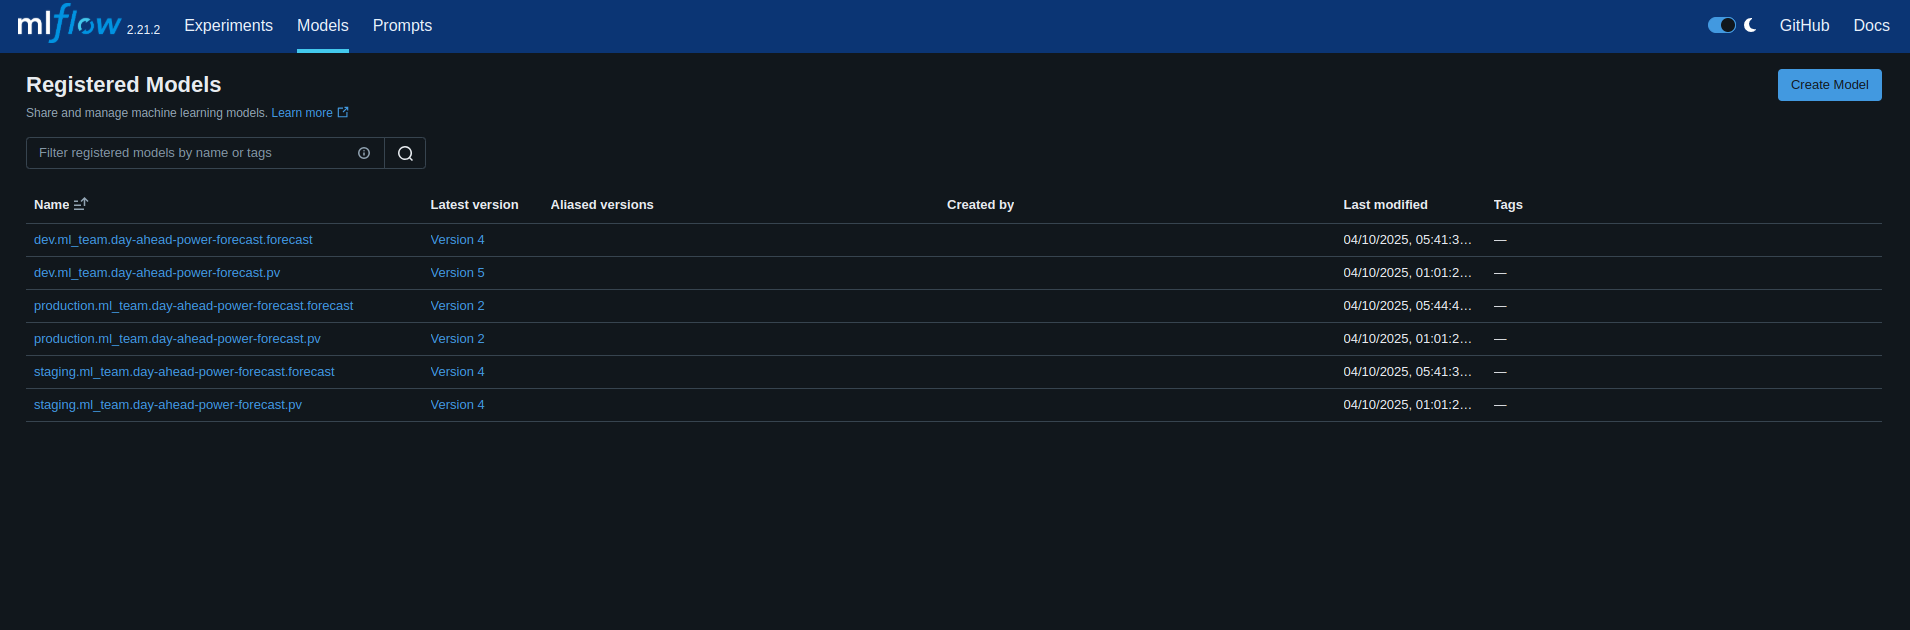 mlflow 2.21.2 Experiments Models Prompts GitHub Docs
Registered Models
Create Model
Share and manage machine learning models. Learn more
Filter registered models by name or tags
Name Latest version Aliased versions Created by Last modified Tags
dev.ml_team.day-ahead-power-forecast.forecast Version 4 04/10/2025, 05:41:3… —
dev.ml_team.day-ahead-power-forecast.pv Version 5 04/10/2025, 01:01:2… —
production.ml_team.day-ahead-power-forecast.forecast Version 2 04/10/2025, 05:44:4… —
production.ml_team.day-ahead-power-forecast.pv Version 2 04/10/2025, 01:01:2… —
staging.ml_team.day-ahead-power-forecast.forecast Version 4 04/10/2025, 05:41:3… —
staging.ml_team.day-ahead-power-forecast.pv Version 4 04/10/2025, 01:01:2… —